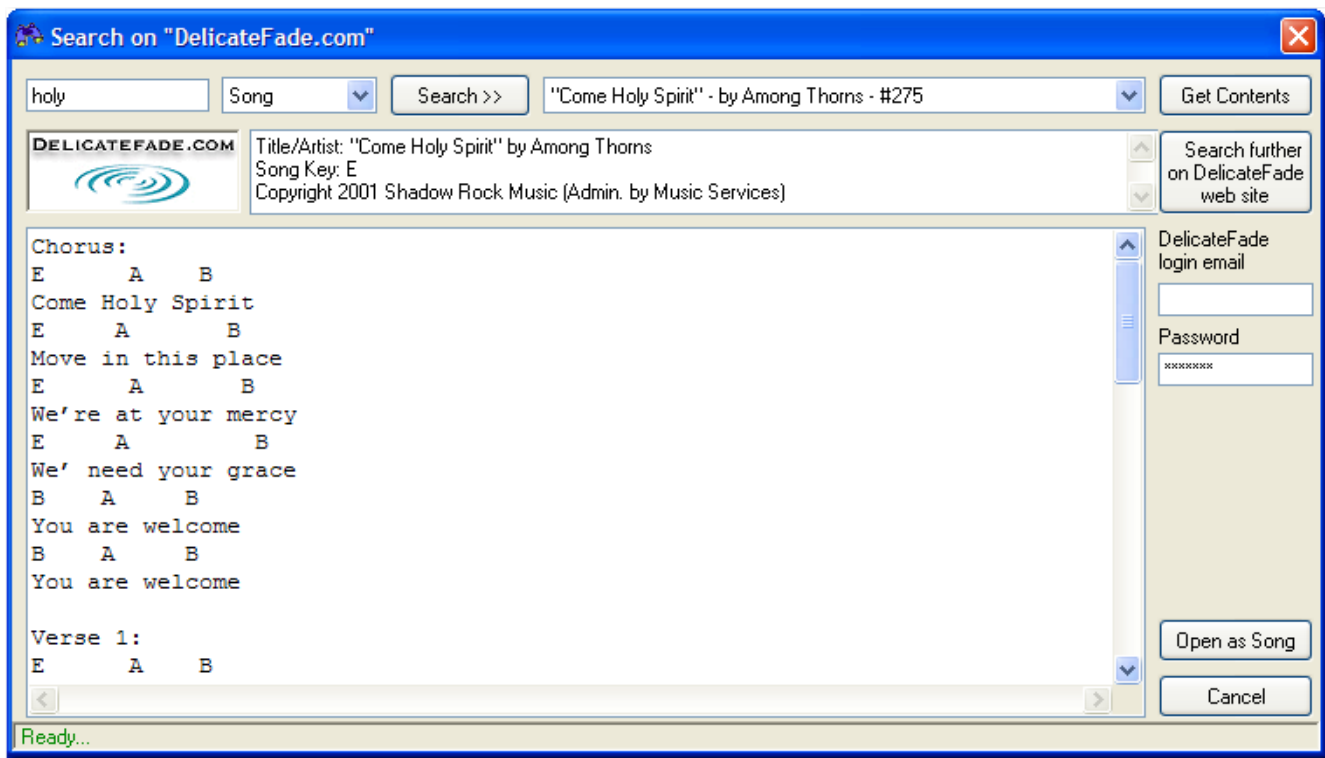 Search on "DelicateFade.com"
holy
Song
Search >>
"Come Holy Spirit" - by Among Thorns - #275
Get Contents
DELICATEFADE.COM
Title/Artist: "Come Holy Spirit" by Among Thorns
Song Key: E
Copyright 2001 Shadow Rock Music (Admin. by Music Services)
Search further
on DelicateFade
web site
Chorus:
E      A    B
Come Holy Spirit
E     A       B
Move in this place
E      A       B
We're at your mercy
E     A         B
We' need your grace
B    A     B
You are welcome
B    A     B
You are welcome
Verse 1:
E      A    B
DelicateFade
login email
Password
×××××××
Open as Song
Cancel
Ready...